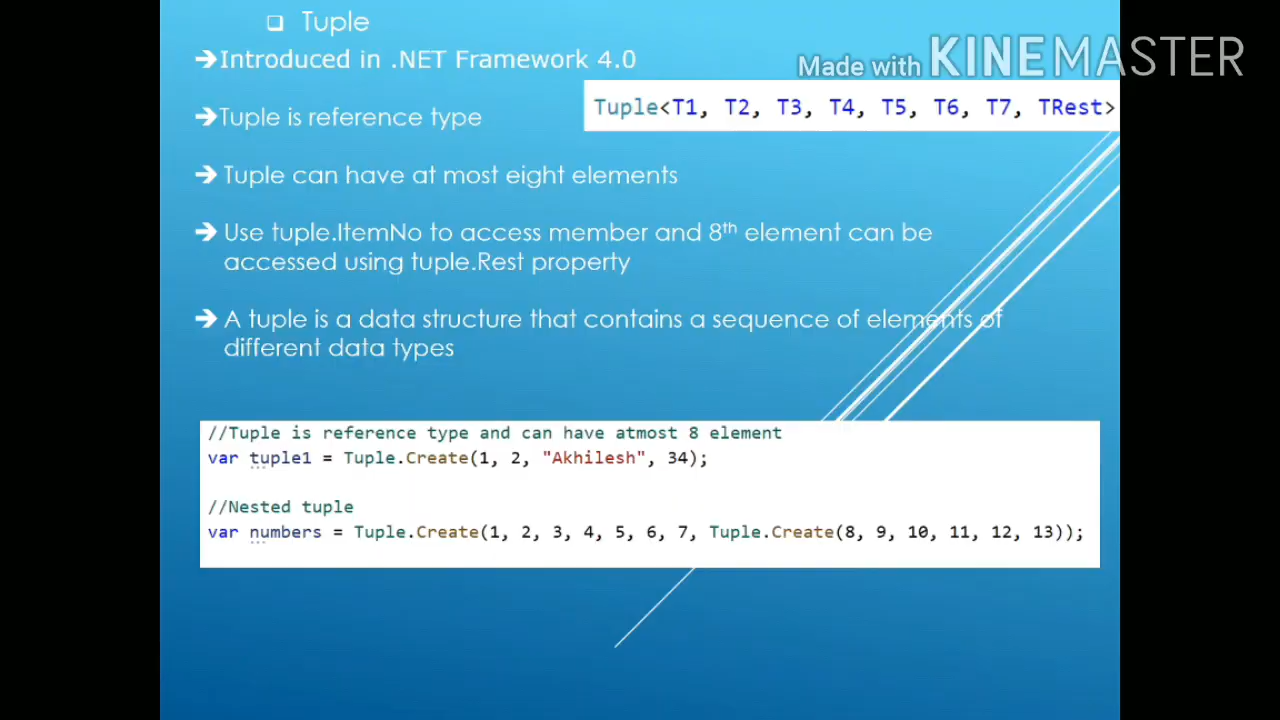 Tuple
Made with KINEMASTER
➔Introduced in .NET Framework 4.0
Tuple<T1, T2, T3, T4, T5, T6, T7, TRest>
➔Tuple is reference type
➔ Tuple can have at most eight elements
➔ Use tuple.ItemNo to access member and 8th element can be
accessed using tuple.Rest property
➔ A tuple is a data structure that contains a sequence of elements of
different data types
//Tuple is reference type and can have atmost 8 element
var tuple1 = Tuple.Create(1, 2, "Akhilesh", 34);
//Nested tuple
var numbers = Tuple.Create(1, 2, 3, 4, 5, 6, 7, Tuple.Create(8, 9, 10, 11, 12, 13));